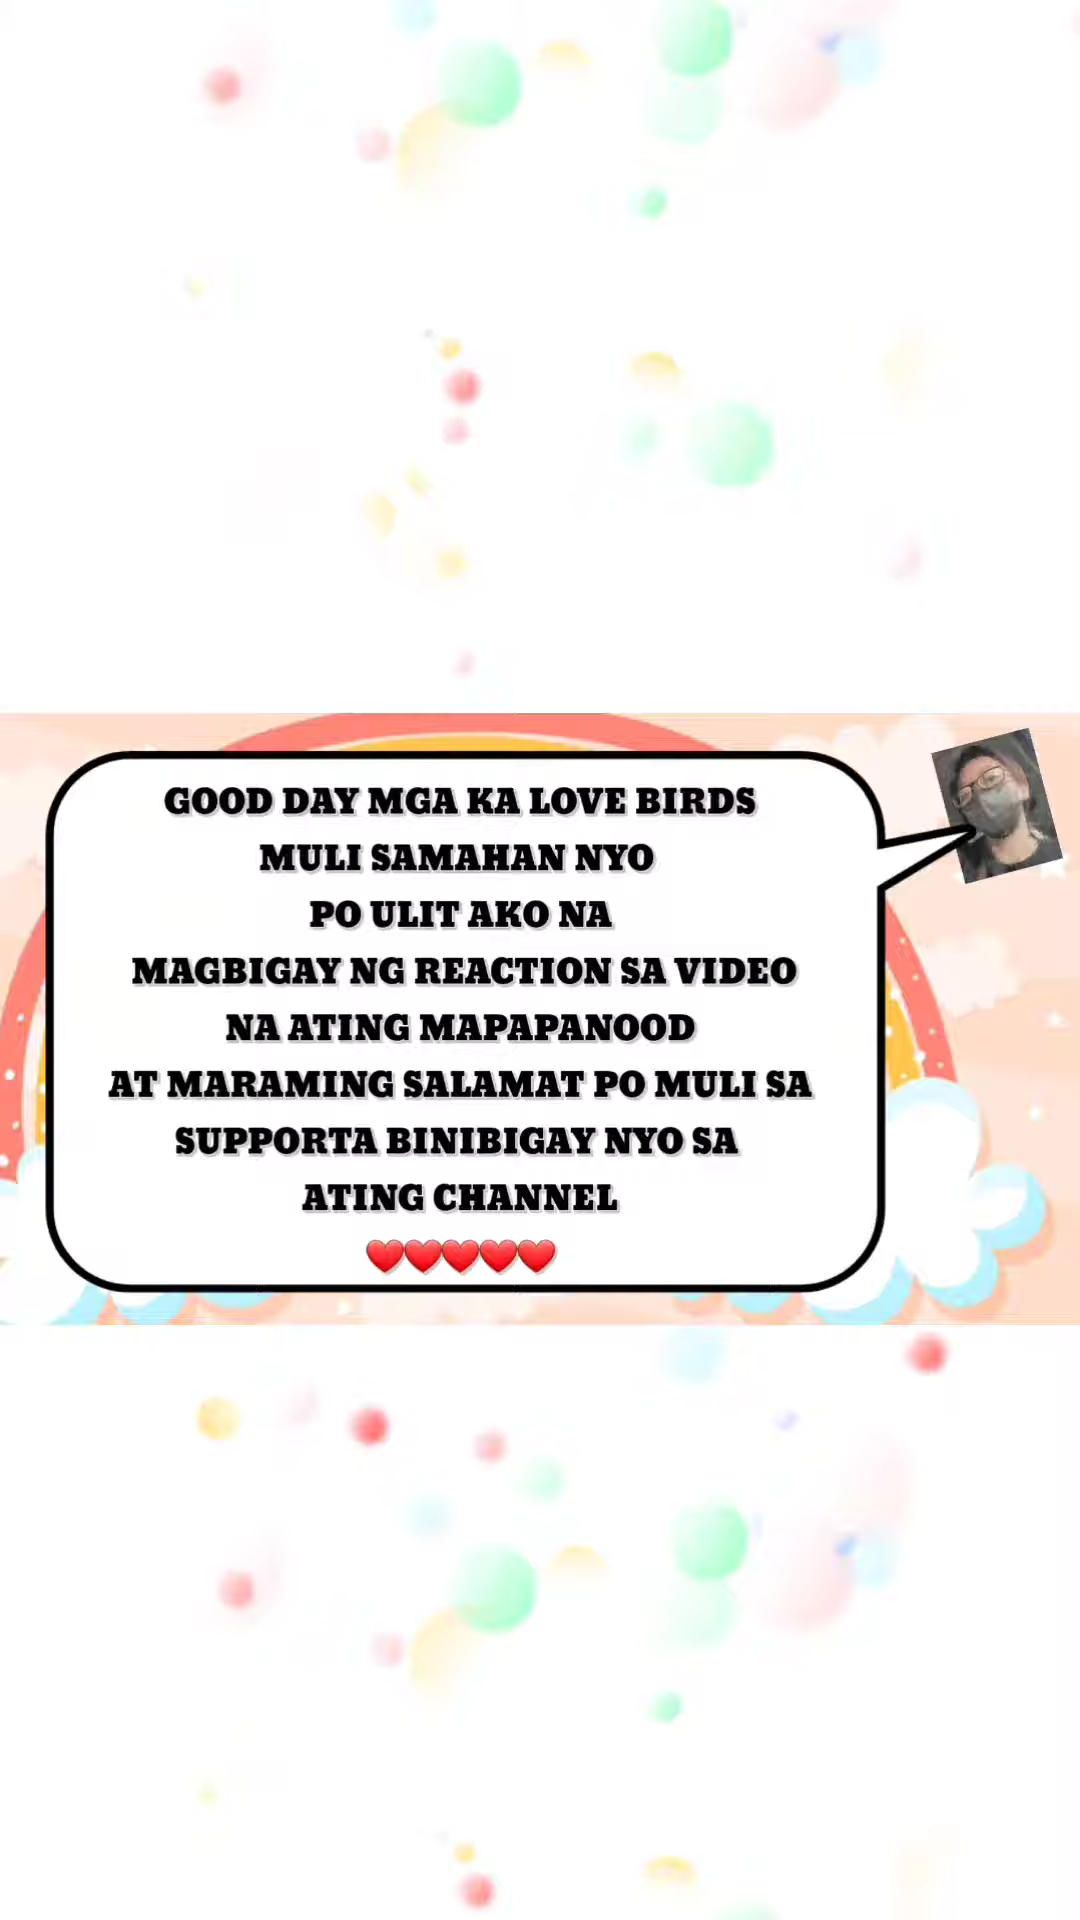 GOOD DAY MGA KA LOVE BIRDS
MULI SAMAHAN NYO
PO ULIT AKO NA
MAGBIGAY NG REACTION SA VIDEO
NA ATING MAPAPANOOD
AT MARAMING SALAMAT PO MULI SA
SUPPORTA BINIBIGAY NYO SA
ATING CHANNEL
❤️❤️❤️❤️❤️